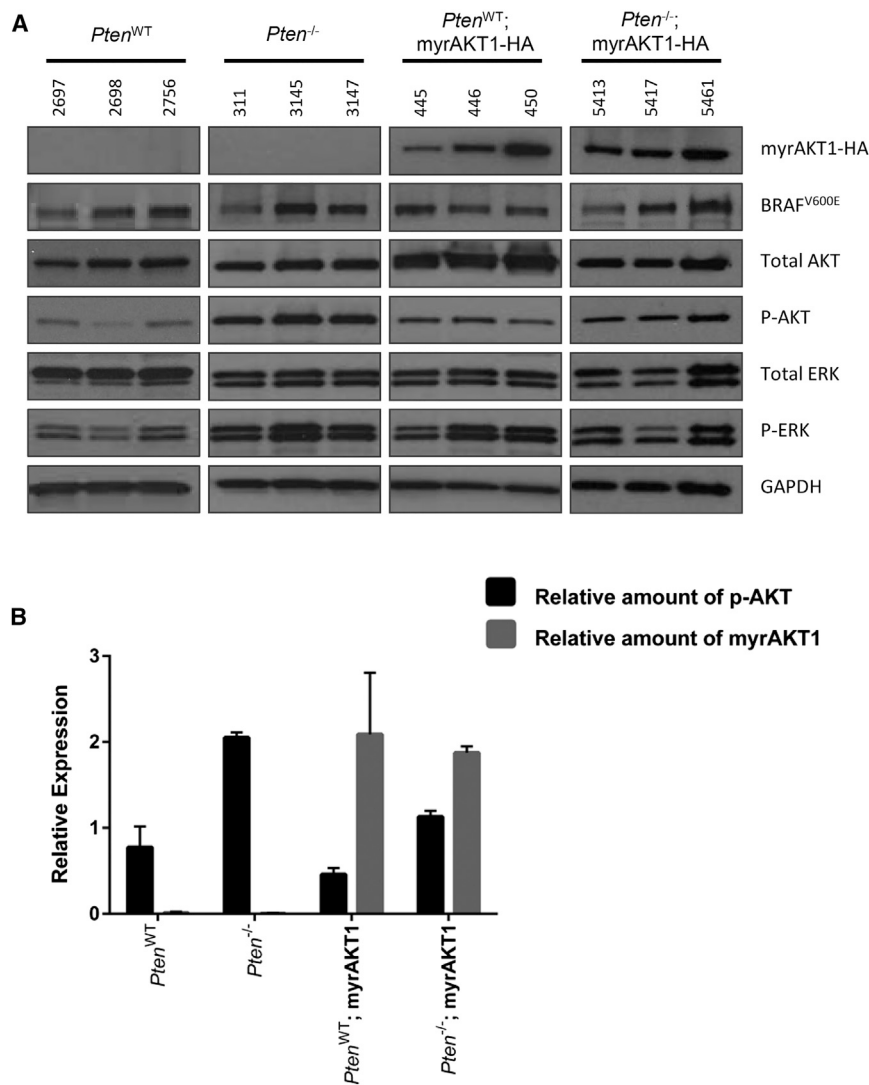 A
Pten^WT
Pten^-/-
Pten^WT;
myrAKT1-HA
Pten^-/-;
myrAKT1-HA
2697 2698 2756 311 3145 3147 445 446 450 5413 5417 5461
myrAKT1-HA
BRAF^V600E
Total AKT
P-AKT
Total ERK
P-ERK
GAPDH
B
Relative amount of p-AKT
Relative amount of myrAKT1
Relative Expression
3
2
1
0
Pten^WT
Pten^-/-
Pten^WT; myrAKT1
Pten^-/-; myrAKT1